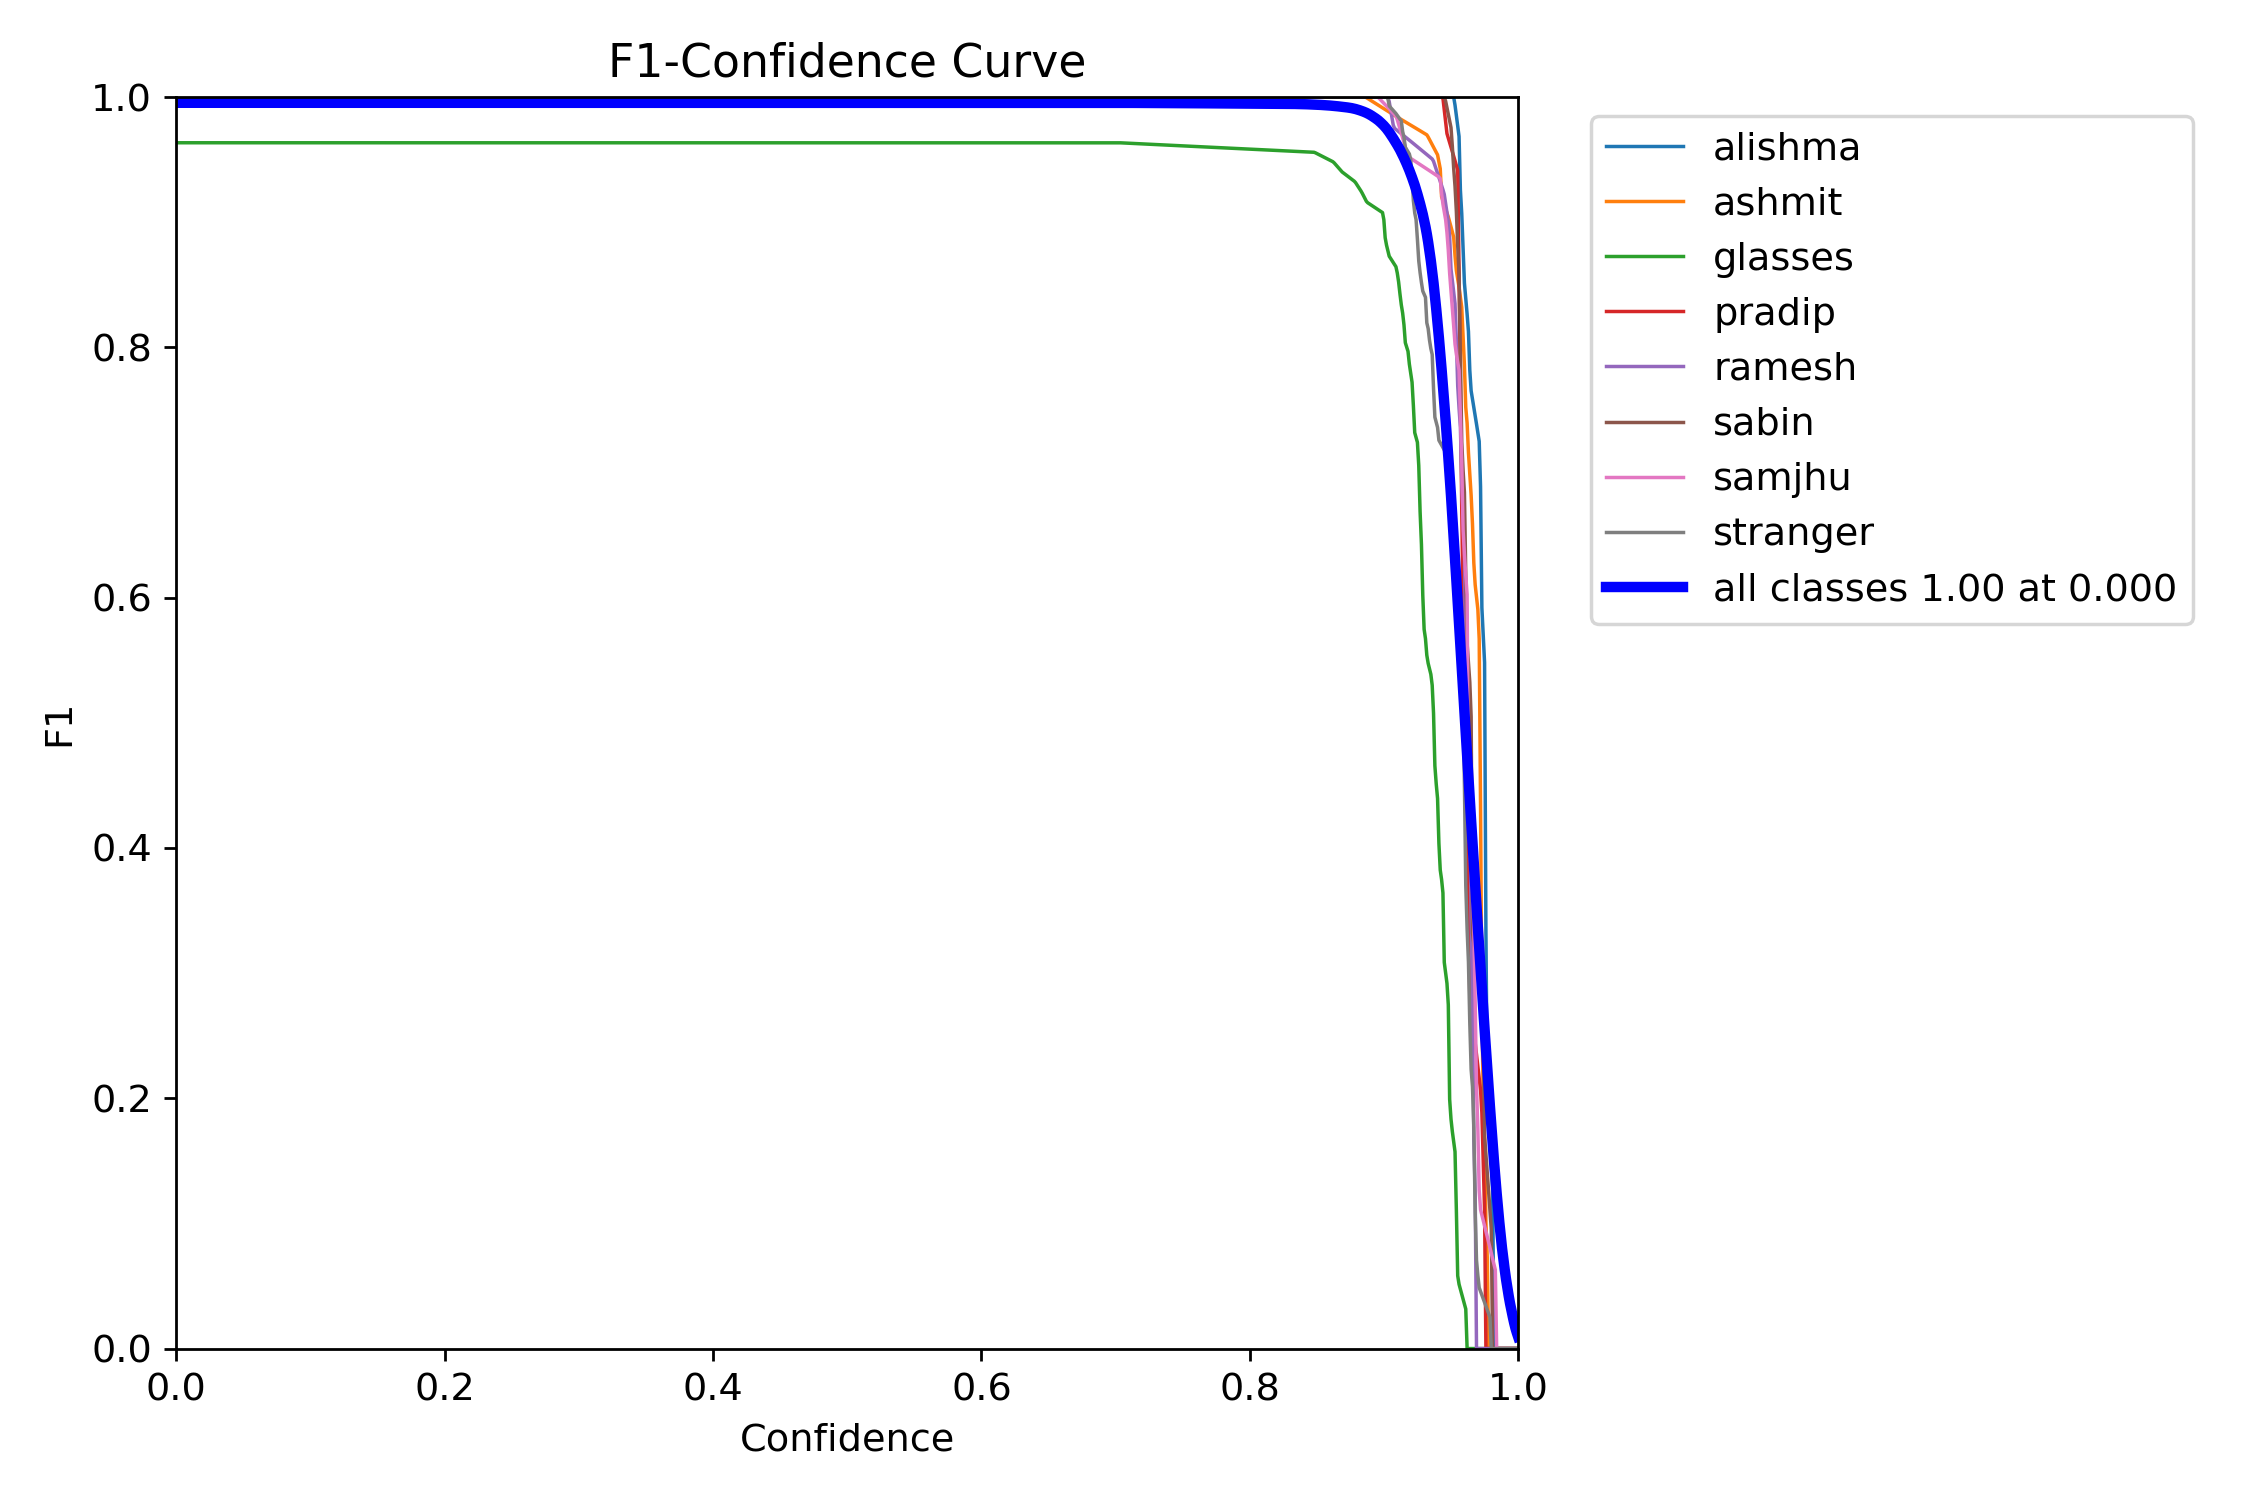 F1-Confidence Curve
1.0
0.8
0.6
0.4
0.2
0.0
F1
0.0 0.2 0.4 0.6 0.8 1.0
Confidence
alishma
ashmit
glasses
pradip
ramesh
sabin
samjhu
stranger
all classes 1.00 at 0.000